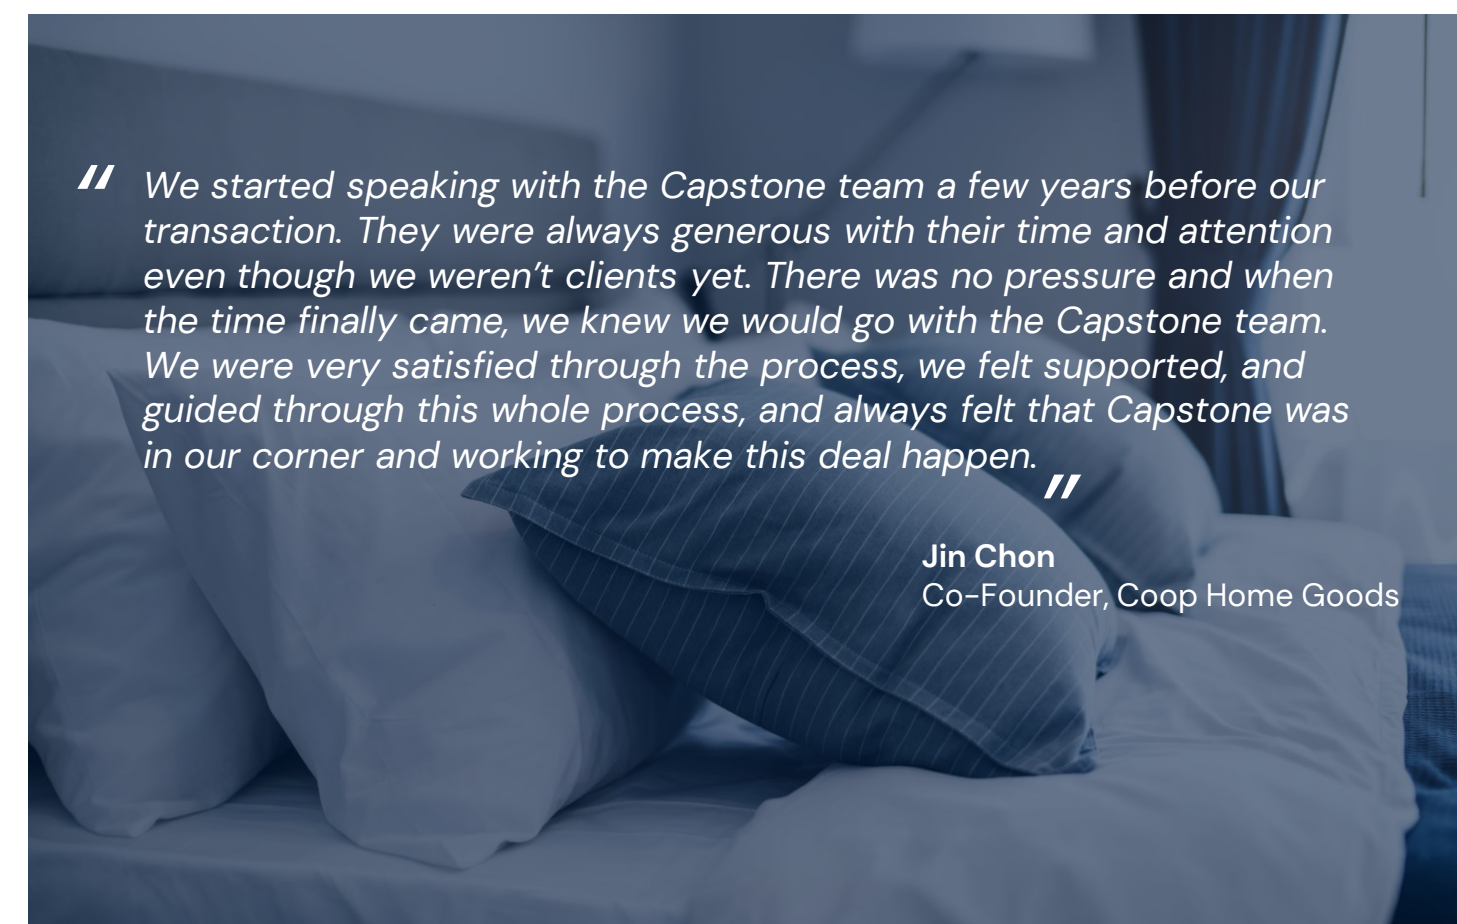 “ We started speaking with the Capstone team a few years before our
transaction. They were always generous with their time and attention
even though we weren’t clients yet. There was no pressure and when
the time finally came, we knew we would go with the Capstone team.
We were very satisfied through the process, we felt supported, and
guided through this whole process, and always felt that Capstone was
in our corner and working to make this deal happen. ”
Jin Chon
Co-Founder, Coop Home Goods